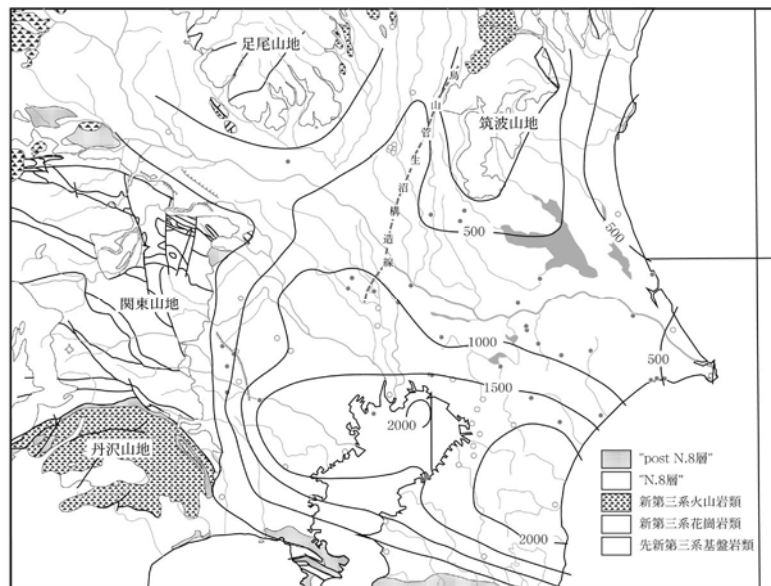 足尾山地
筑波山地
鳥山菅生沼構造線
500
500
関東山地
1000
500
1500
2000
丹沢山地
2000
"post N.8層"
"N.8層"
新第三系火山岩類
新第三系花崗岩類
先新第三系基盤岩類